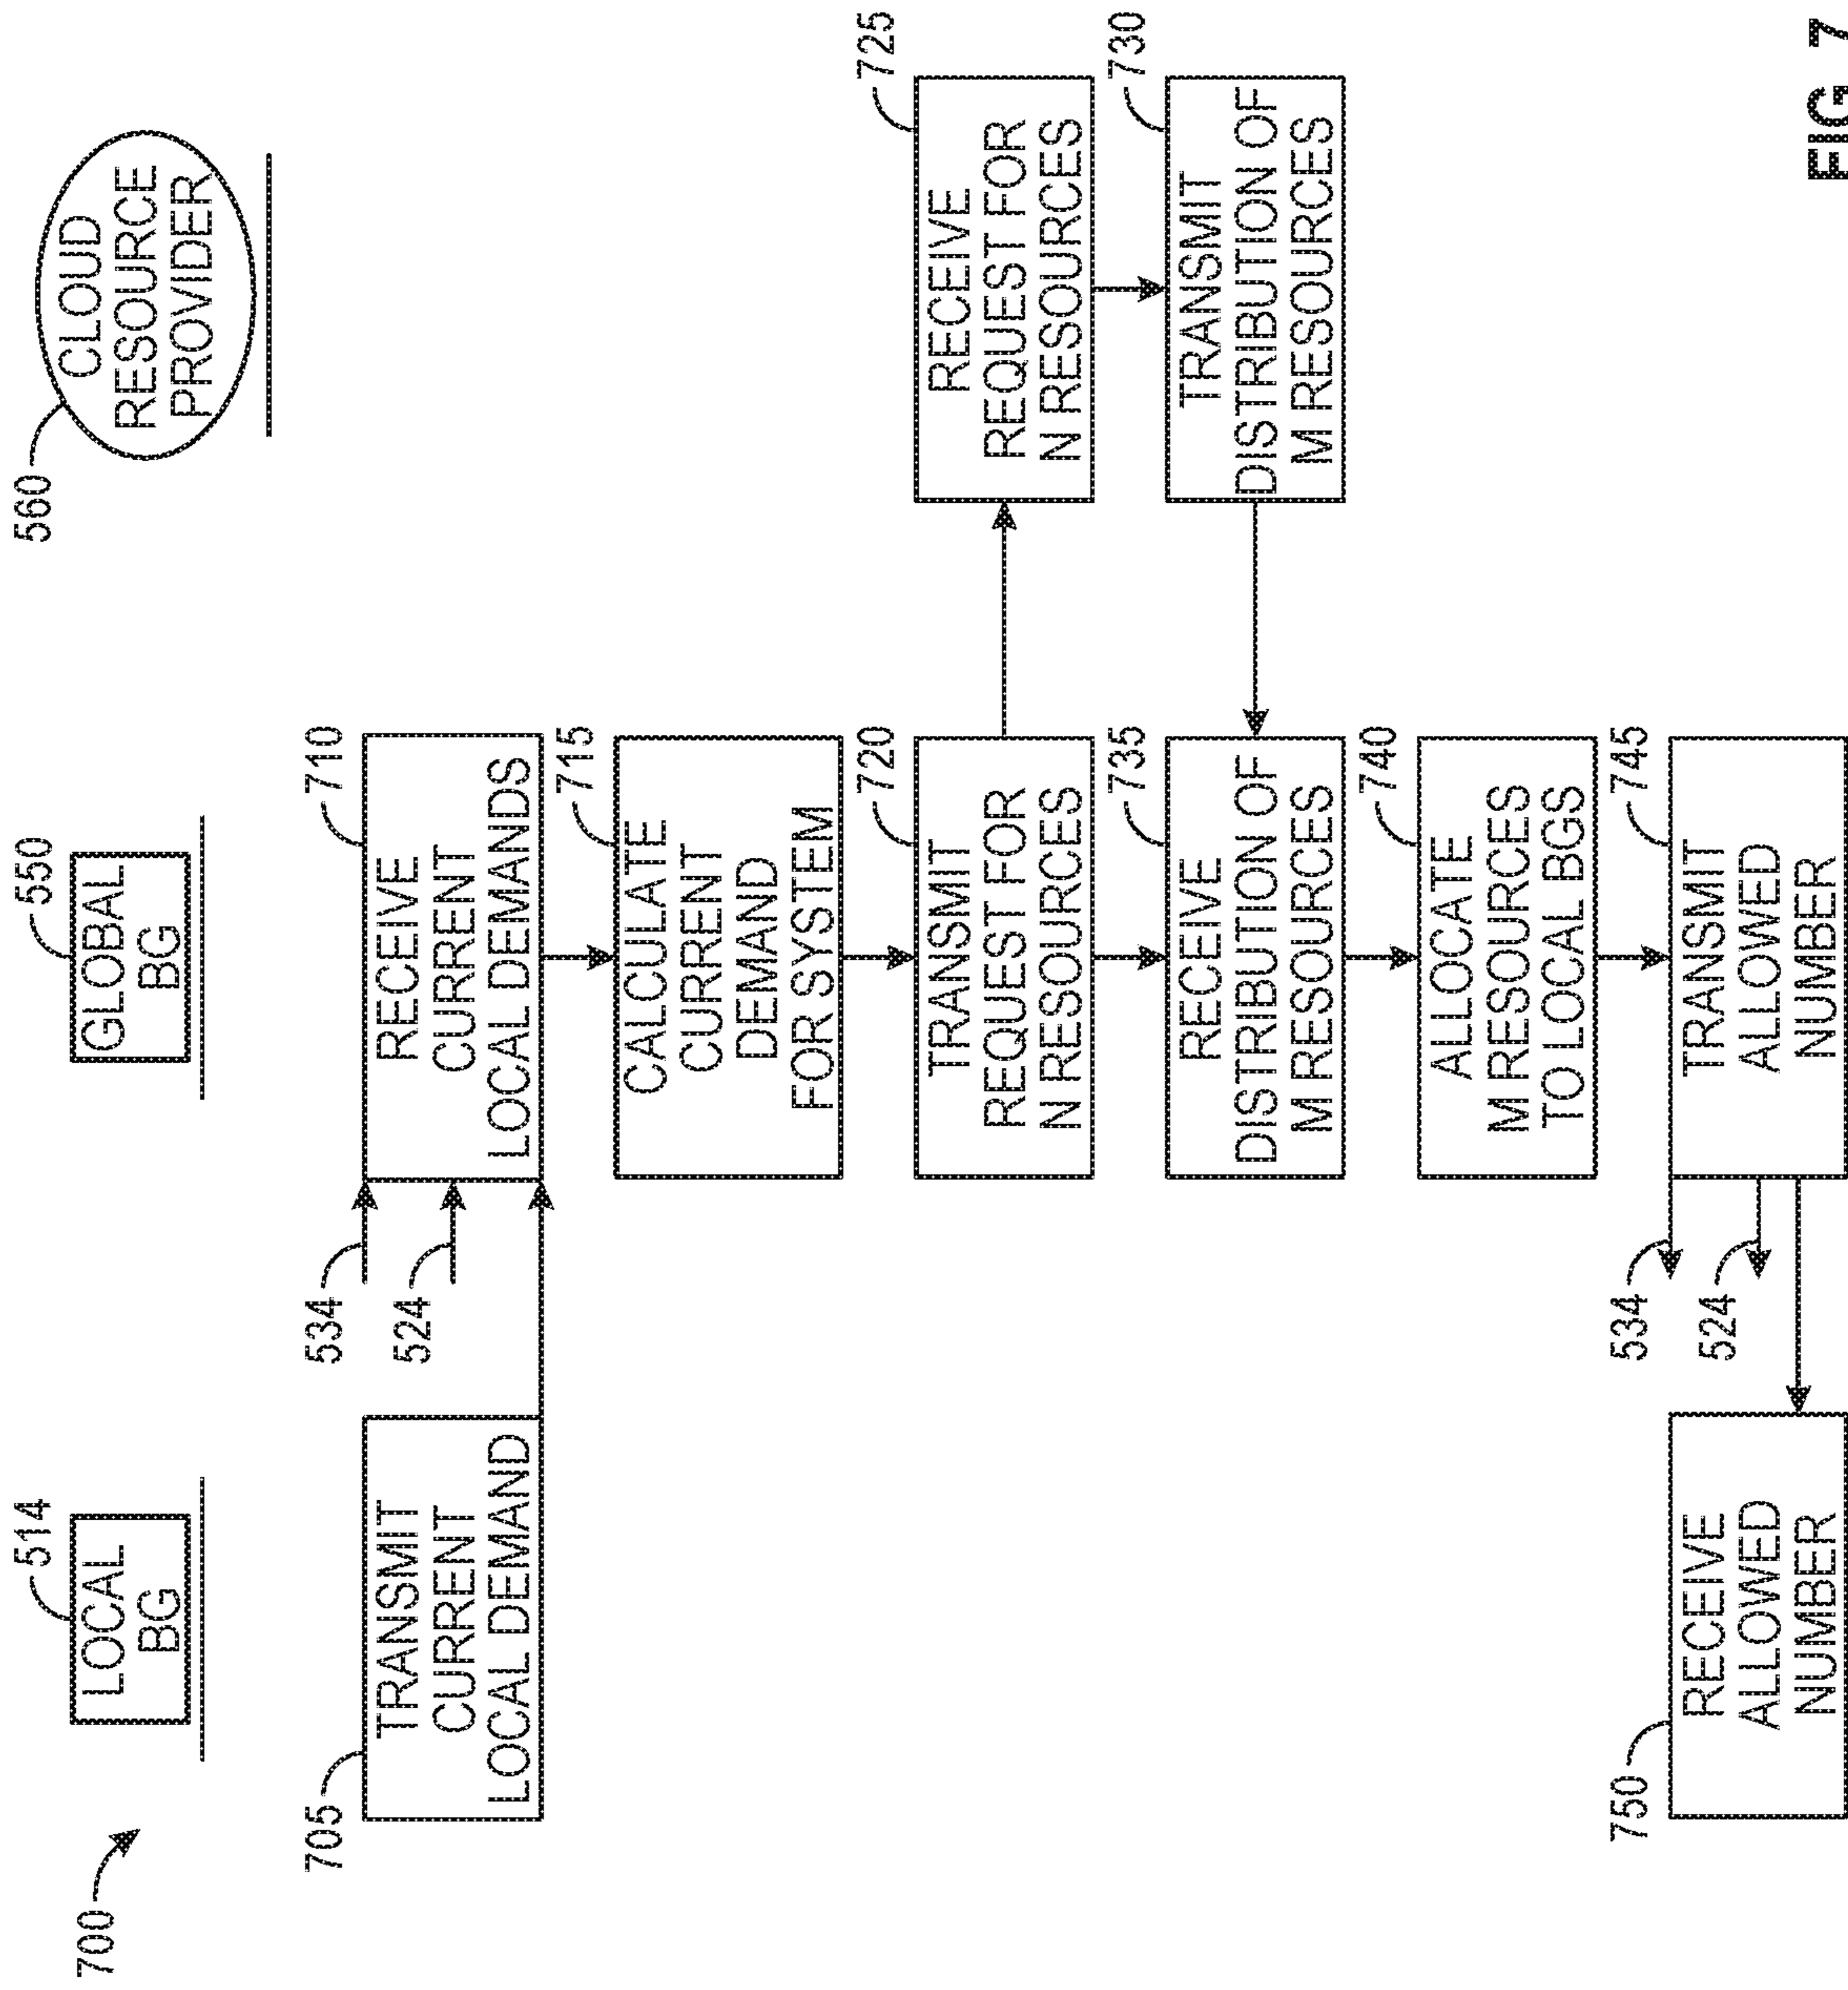 700
LOCAL
BG
514
GLOBAL
BG
550
CLOUD
RESOURCE
PROVIDER
560
705
TRANSMIT
CURRENT
LOCAL DEMAND
534
524
710
RECEIVE
CURRENT
LOCAL DEMANDS
715
CALCULATE
CURRENT
DEMAND
FOR SYSTEM
720
TRANSMIT
REQUEST FOR
N RESOURCES
725
RECEIVE
REQUEST FOR
N RESOURCES
730
TRANSMIT
DISTRIBUTION OF
M RESOURCES
735
RECEIVE
DISTRIBUTION OF
M RESOURCES
740
ALLOCATE
M RESOURCES
TO LOCAL BGS
745
TRANSMIT
ALLOWED
NUMBER
534
524
750
RECEIVE
ALLOWED
NUMBER
FIG. 7